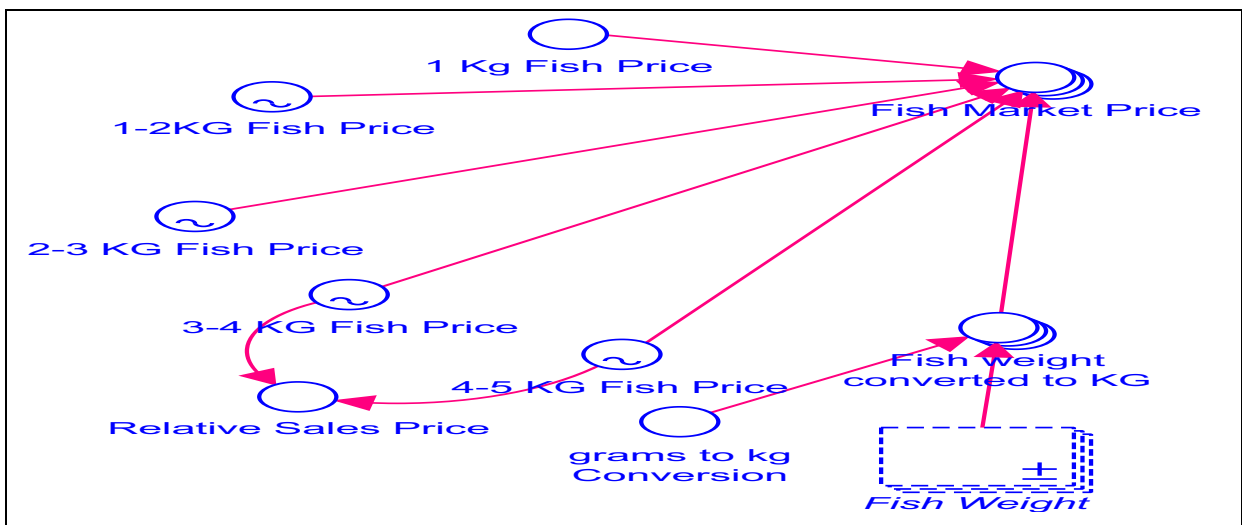 1 Kg Fish Price
Fish Market Price
1-2KG Fish Price
2-3 KG Fish Price
3-4 KG Fish Price
4-5 KG Fish Price
Fish weight
converted to KG
Relative Sales Price
grams to kg
Conversion
Fish Weight